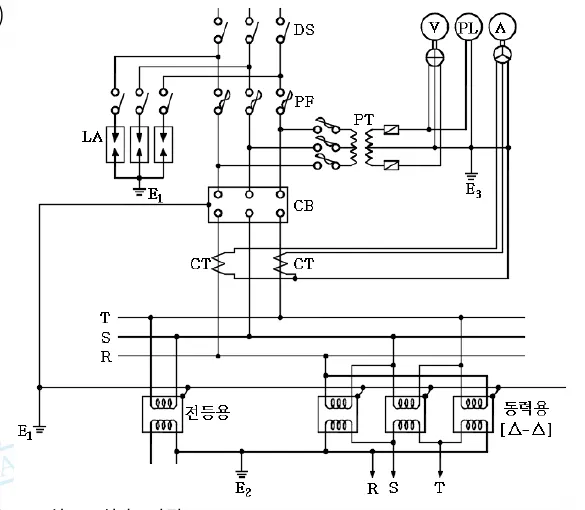 )
DS
V PL A
PF
PT
LA
E₁
E₃
CB
CT CT
T
S
R
전등용
동력용
[△-△]
E₁
E₂
R S T